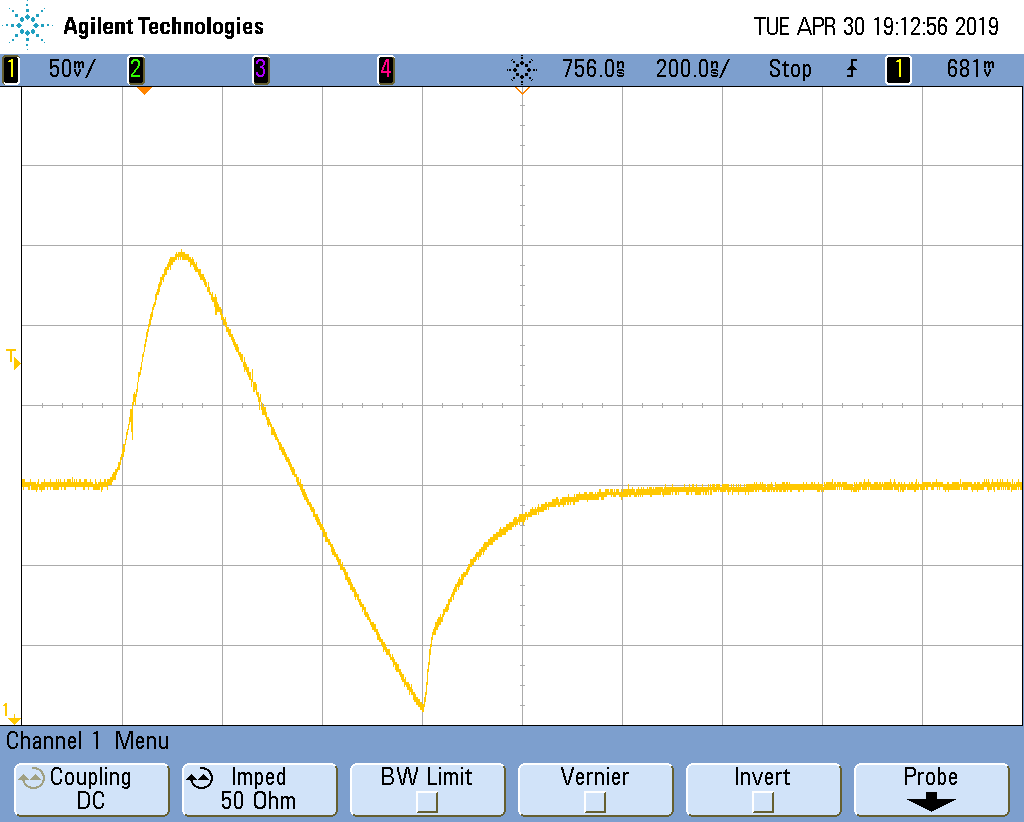 Agilent Technologies TUE APR 30 19:12:56 2019
1 50mV/ 2 3 4 756.0ns 200.0ns/ Stop 1 681mV
T
1
Channel 1 Menu
Coupling Imped BW Limit Vernier Invert Probe
DC 50 Ohm